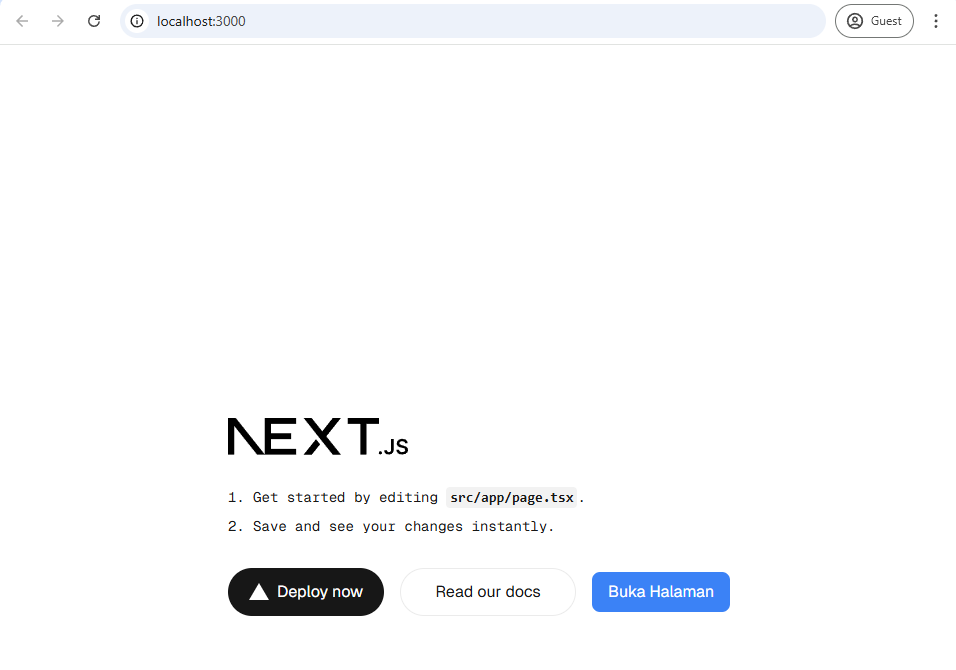 localhost:3000
Guest
NEXT.JS
1. Get started by editing src/app/page.tsx.
2. Save and see your changes instantly.
Deploy now
Read our docs
Buka Halaman